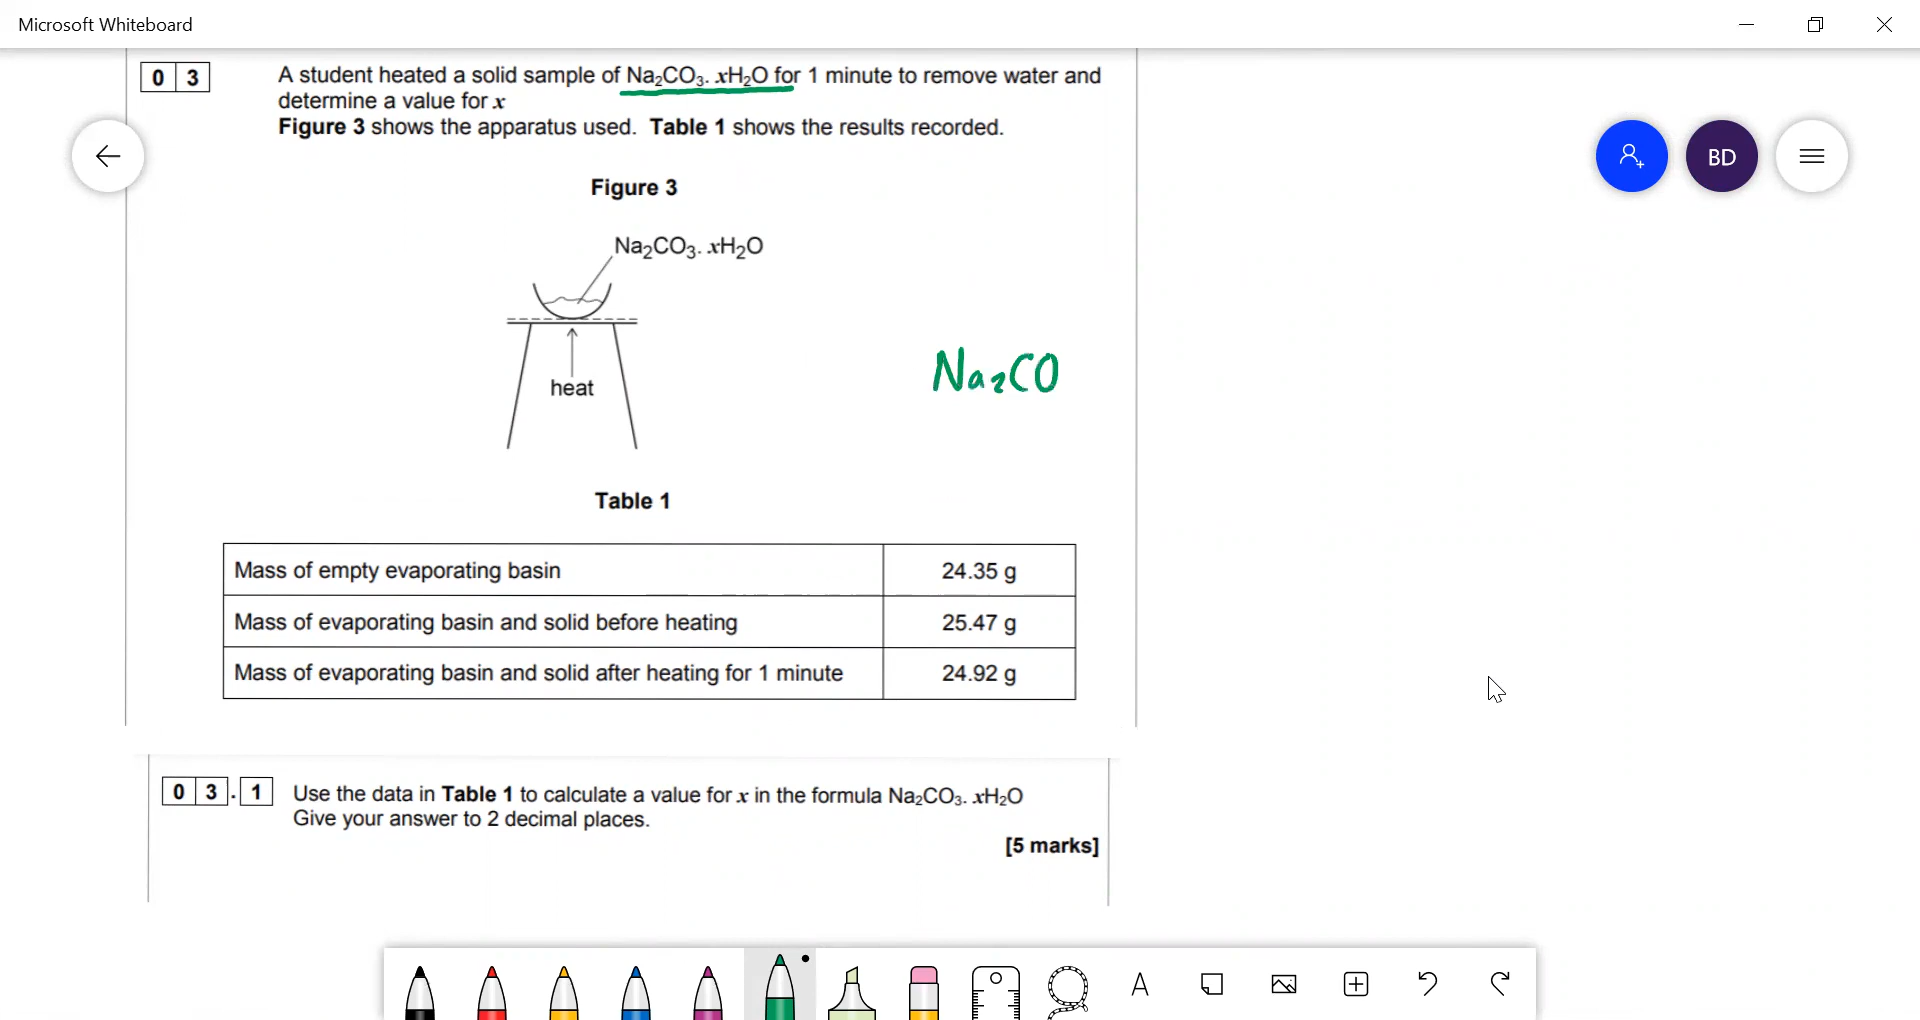 Microsoft Whiteboard
0 3
A student heated a solid sample of Na₂CO₃. xH₂O for 1 minute to remove water and
determine a value for x
Figure 3 shows the apparatus used. Table 1 shows the results recorded.
BD
Figure 3
Na₂CO₃. xH₂O
heat
Na₂CO
Table 1
Mass of empty evaporating basin 24.35 g
Mass of evaporating basin and solid before heating 25.47 g
Mass of evaporating basin and solid after heating for 1 minute 24.92 g
0 3 . 1 Use the data in Table 1 to calculate a value for x in the formula Na₂CO₃. xH₂O
Give your answer to 2 decimal places.
[5 marks]